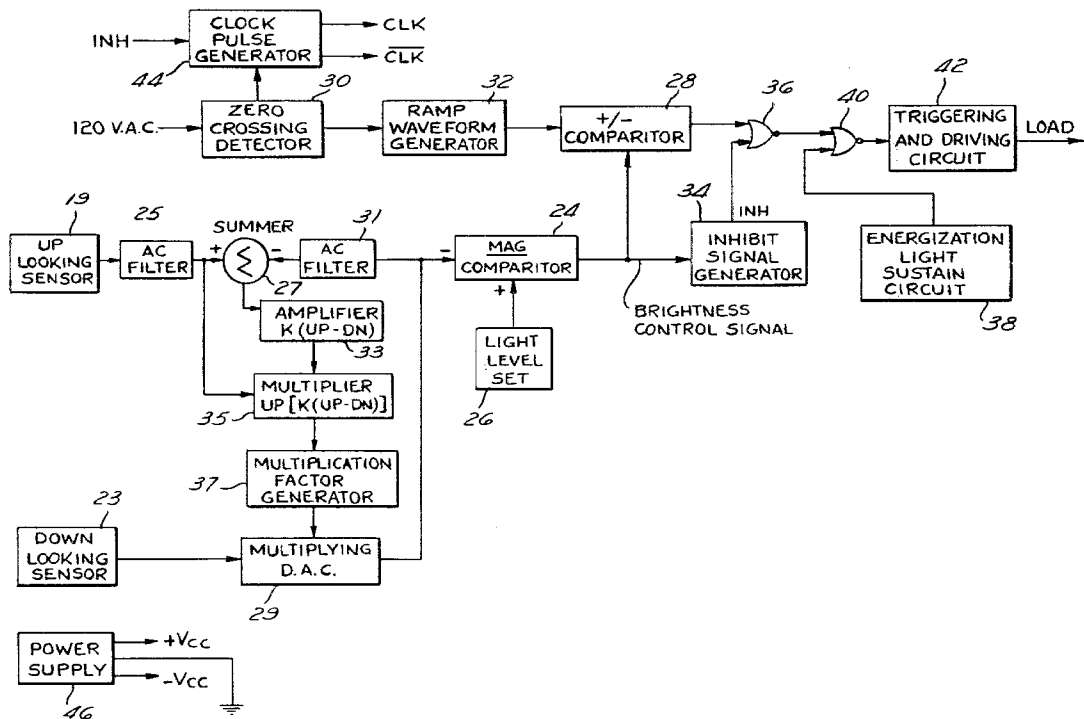 CLOCK
PULSE
GENERATOR
INH
CLK
CLK
44
30
32
28
36
40
42
ZERO
CROSSING
DETECTOR
120 V.A.C.
RAMP
WAVEFORM
GENERATOR
+/-
COMPARITOR
TRIGGERING
AND DRIVING
CIRCUIT
LOAD
19
25
SUMMER
31
24
34
INH
UP
LOOKING
SENSOR
AC
FILTER
+
-
27
AC
FILTER
-
MAG
COMPARITOR
+
INHIBIT
SIGNAL
GENERATOR
ENERGIZATION
LIGHT
SUSTAIN
CIRCUIT
38
BRIGHTNESS
CONTROL SIGNAL
AMPLIFIER
K(UP-DN)
33
LIGHT
LEVEL
SET
26
MULTIPLIER
UP [K(UP-DN)]
35
MULTIPLICATION
FACTOR
GENERATOR
37
23
DOWN
LOOKING
SENSOR
MULTIPLYING
D.A.C.
29
POWER
SUPPLY
46
+Vcc
-Vcc